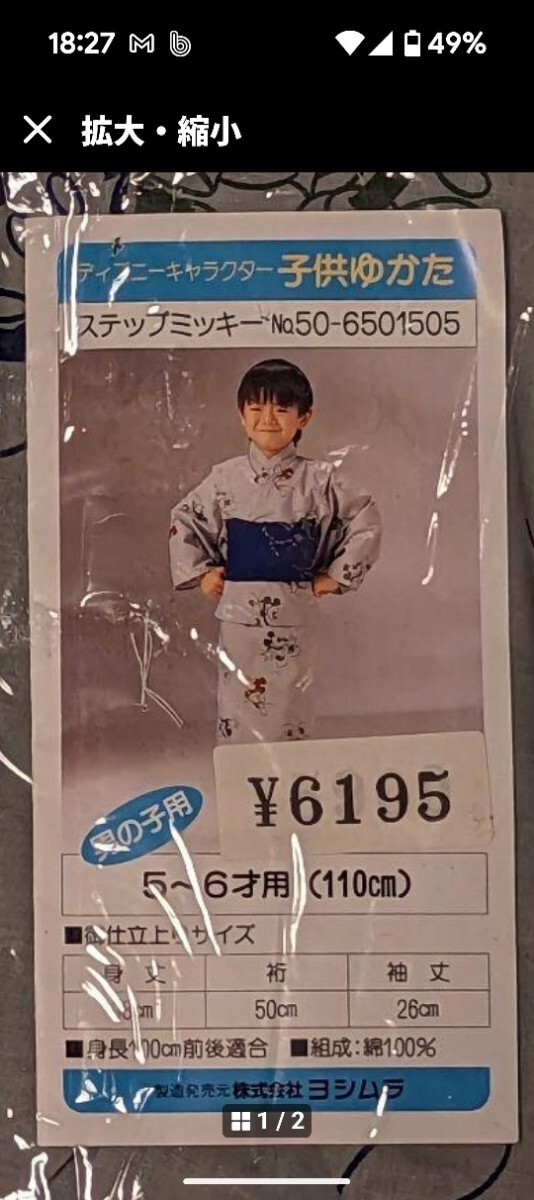 18:27 49%
拡大・縮小
ディズニーキャラクター 子供ゆかた
ステップミッキー No.50-6501505
¥6195
男の子用
5〜6才用(110cm)
■御仕立上りサイズ
身丈 裄 袖丈
50cm 26cm
■身長100cm前後適合 ■組成:綿100%
製造発売元 株式会社ヨシムラ
1 / 2